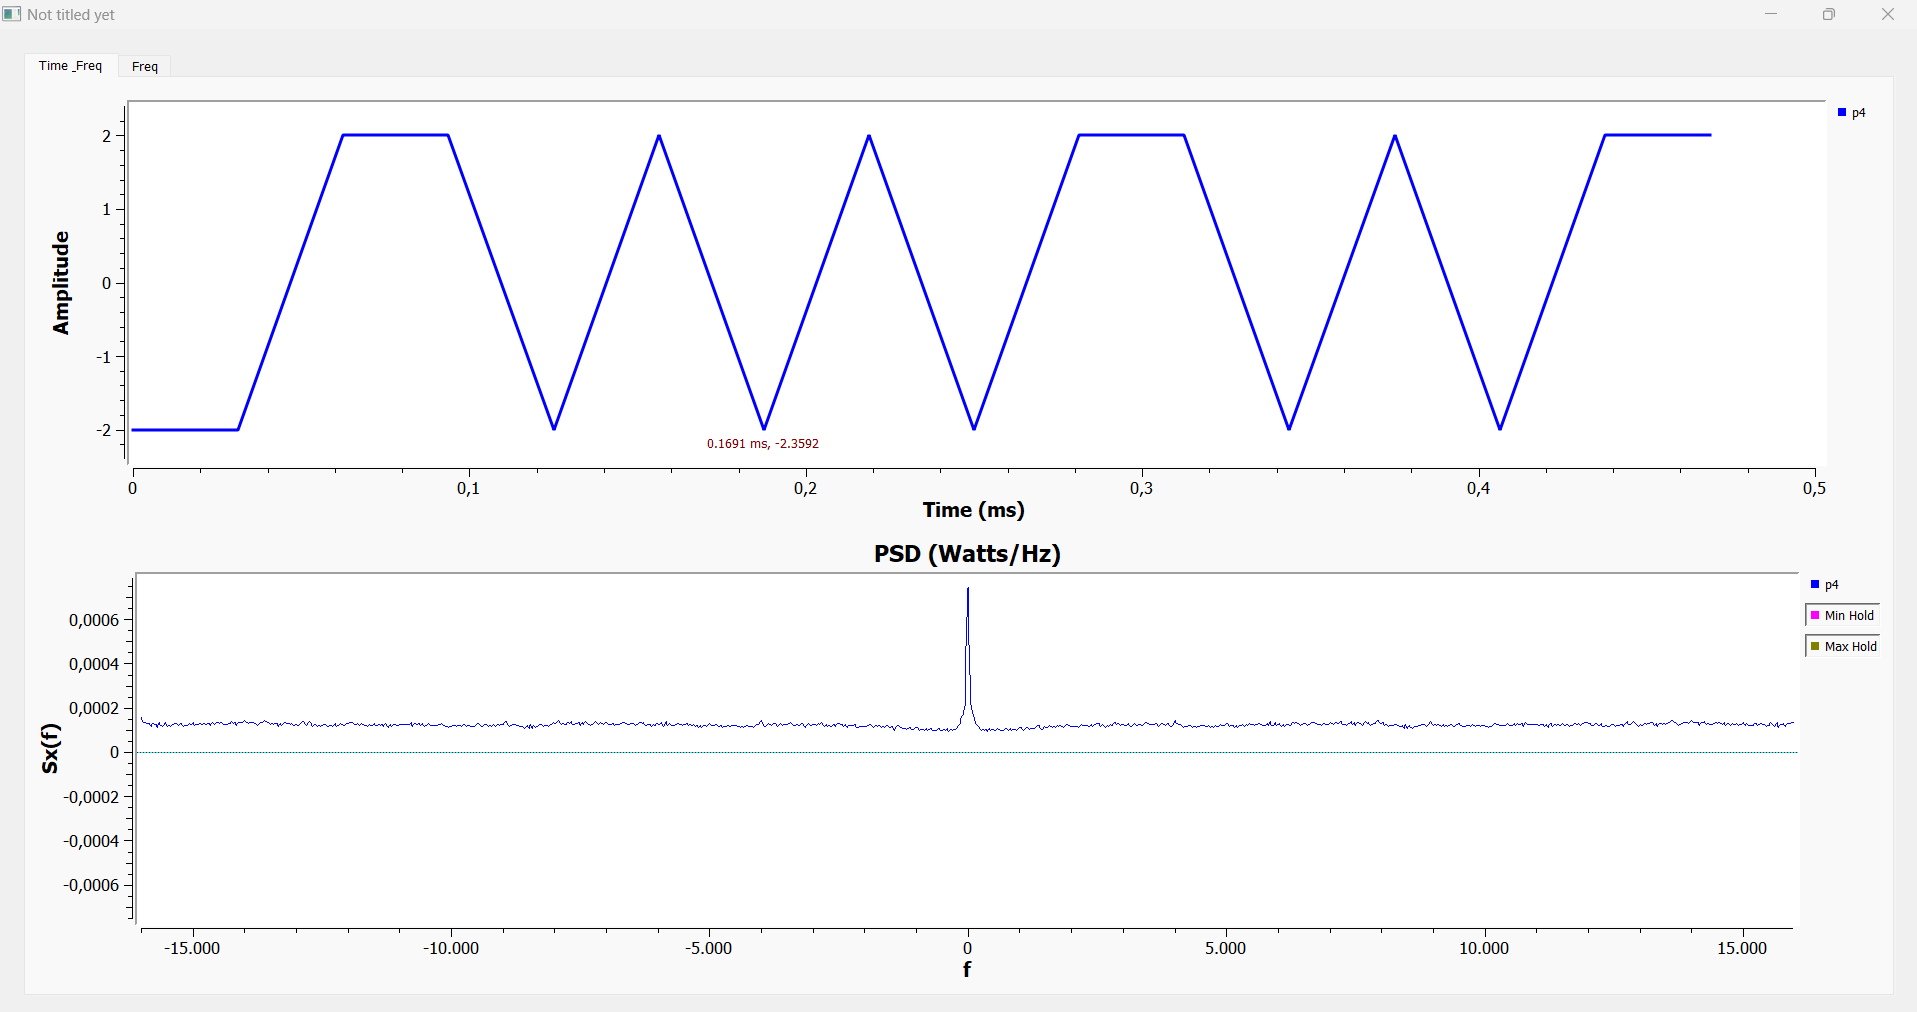 Not titled yet
Time _Freq
Freq
2
1
0
-1
-2
Amplitude
p4
0.1691 ms, -2.3592
0
0,1
0,2
0,3
0,4
0,5
Time (ms)
PSD (Watts/Hz)
0,0006
0,0004
0,0002
0
-0,0002
-0,0004
-0,0006
Sx(f)
p4
Min Hold
Max Hold
-15.000
-10.000
-5.000
0
5.000
10.000
15.000
f